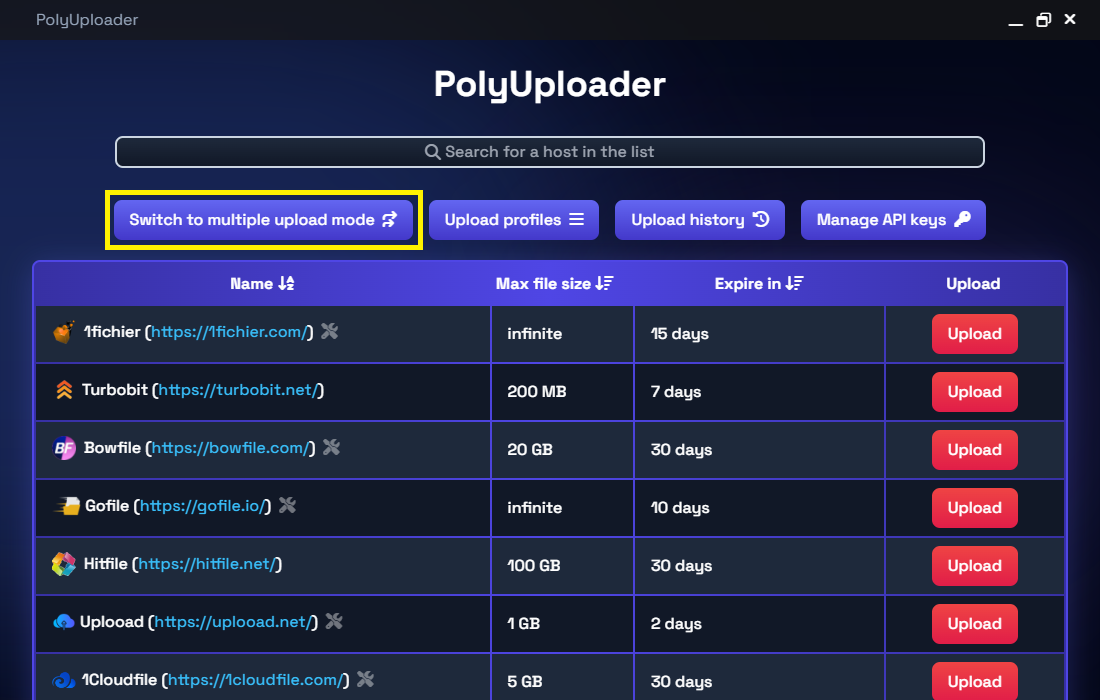 PolyUploader
PolyUploader
Search for a host in the list
Switch to multiple upload mode Upload profiles Upload history Manage API keys
Name Max file size Expire in Upload
1fichier (https://1fichier.com/) infinite 15 days Upload
Turbobit (https://turbobit.net/) 200 MB 7 days Upload
BF Bowfile (https://bowfile.com/) 20 GB 30 days Upload
Gofile (https://gofile.io/) infinite 10 days Upload
Hitfile (https://hitfile.net/) 100 GB 30 days Upload
Uplooad (https://uplooad.net/) 1 GB 2 days Upload
1Cloudfile (https://1cloudfile.com/) 5 GB 30 days Upload